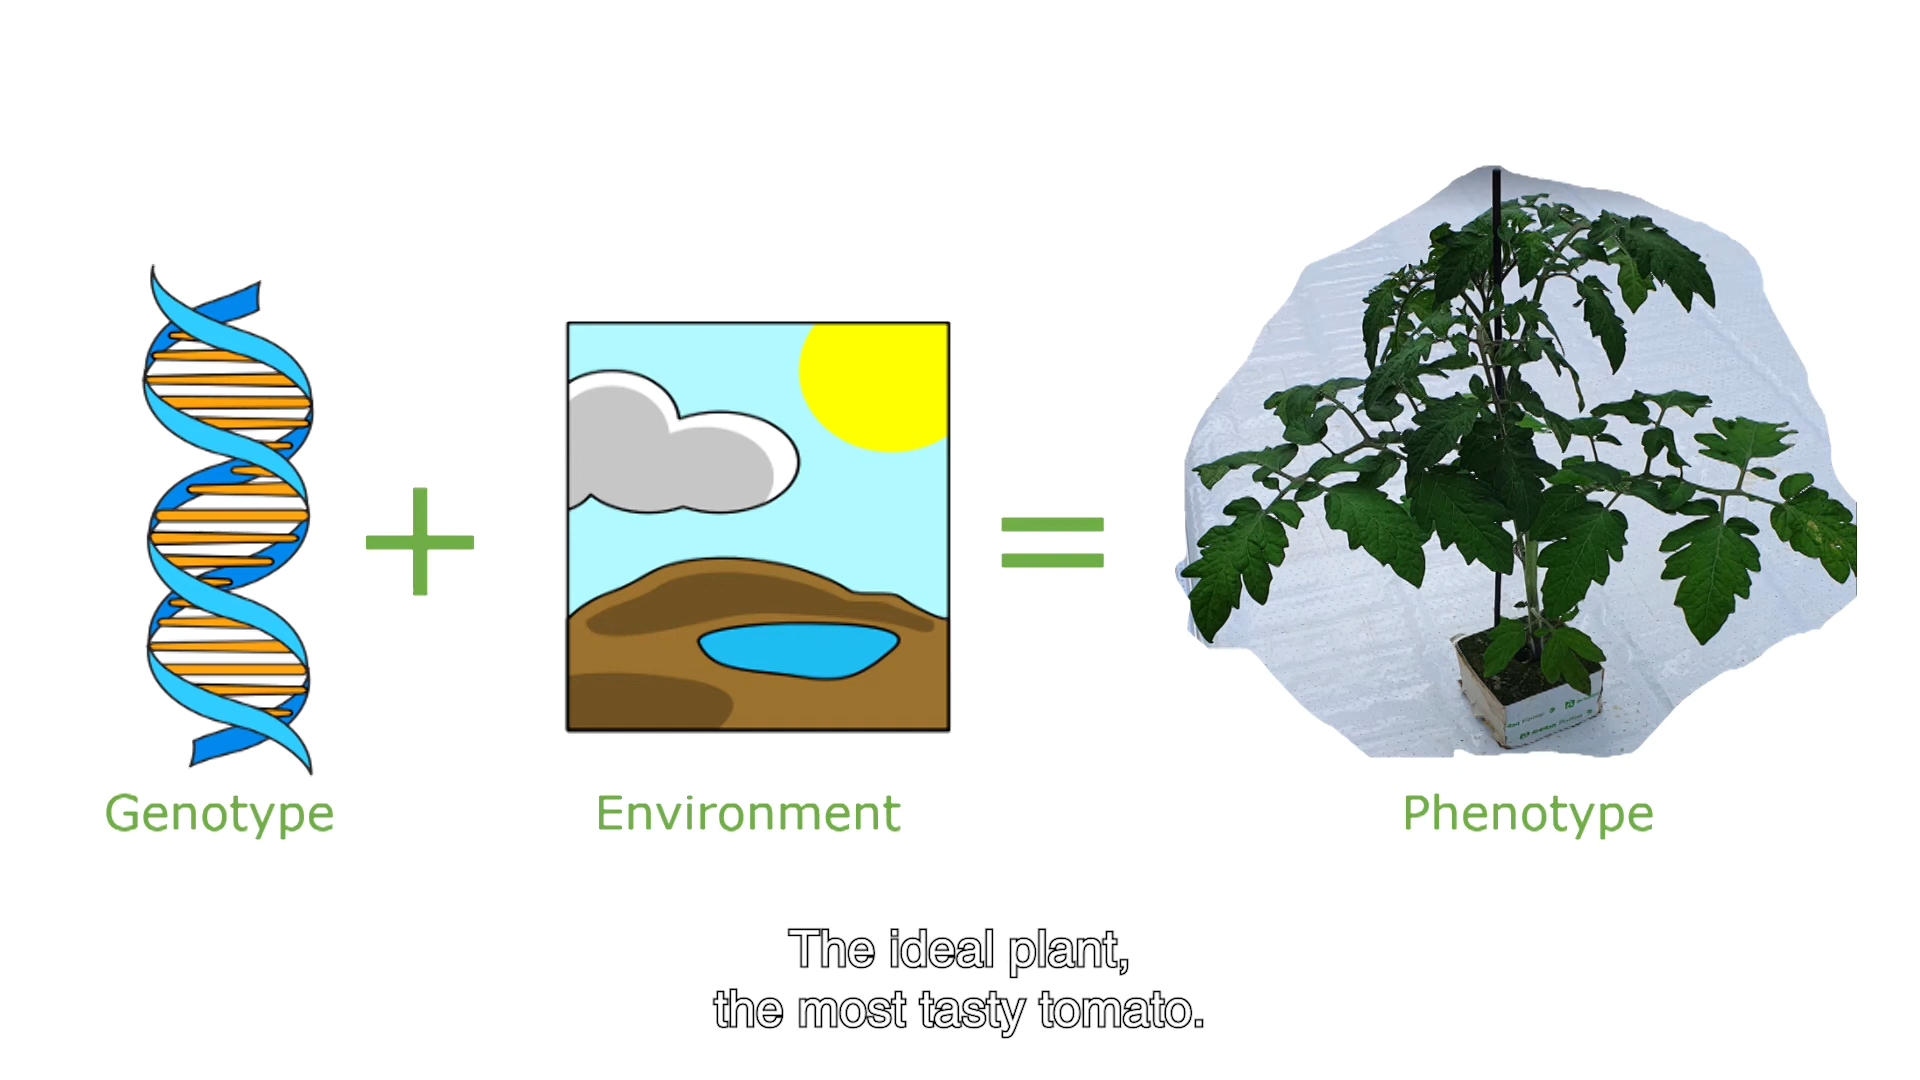 Genotype
Environment
Phenotype
The ideal plant,
the most tasty tomato.